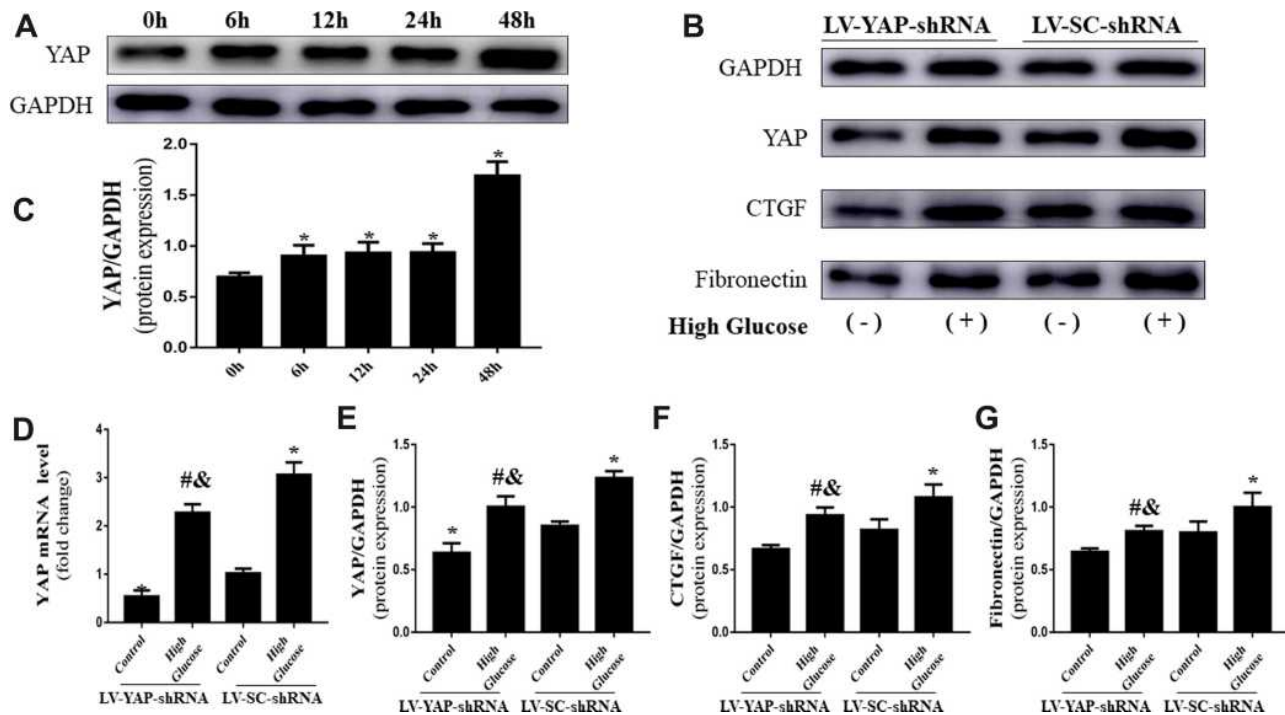 A
0h 6h 12h 24h 48h
YAP
GAPDH
B
LV-YAP-shRNA LV-SC-shRNA
GAPDH
YAP
CTGF
Fibronectin
High Glucose (-) (+) (-) (+)
C
YAP/GAPDH
(protein expression)
2.0
1.5
1.0
0.5
0.0
* * * *
0h 6h 12h 24h 48h
D
YAP mRNA level
(fold change)
4
3
2
1
0
* #& *
Control High Glucose Control High Glucose
LV-YAP-shRNA LV-SC-shRNA
E
YAP/GAPDH
(protein expression)
1.5
1.0
0.5
0.0
* #& *
Control High Glucose Control High Glucose
LV-YAP-shRNA LV-SC-shRNA
F
CTGF/GAPDH
(protein expression)
1.5
1.0
0.5
0.0
#& *
Control High Glucose Control High Glucose
LV-YAP-shRNA LV-SC-shRNA
G
Fibronectin/GAPDH
(protein expression)
1.5
1.0
0.5
0.0
#& *
Control High Glucose Control High Glucose
LV-YAP-shRNA LV-SC-shRNA